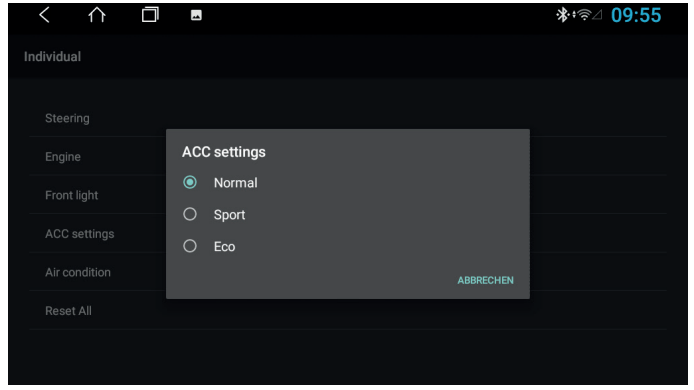 09:55
Individual
Steering
Engine
Front light
ACC settings
Air condition
Reset All
ACC settings
Normal
Sport
Eco
ABBRECHEN